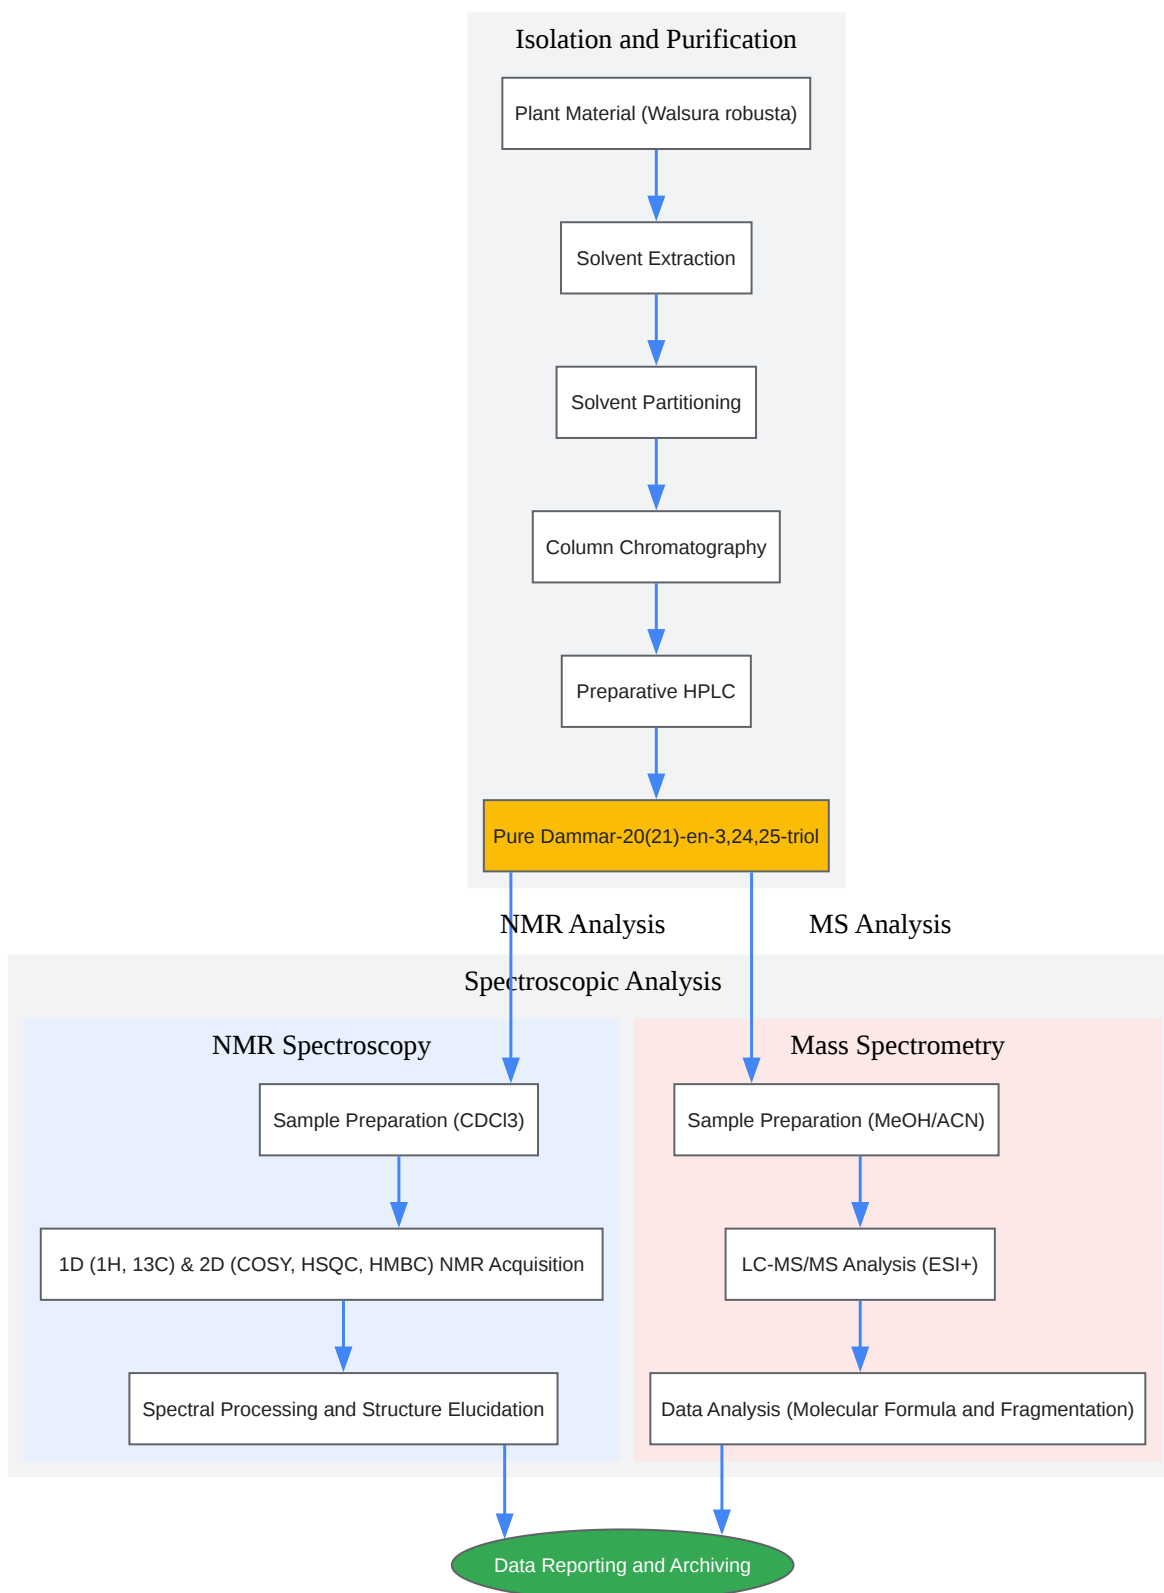 Isolation and Purification
Plant Material (Walsura robusta)
Solvent Extraction
Solvent Partitioning
Column Chromatography
Preparative HPLC
Pure Dammar-20(21)-en-3,24,25-triol
NMR Analysis
MS Analysis
Spectroscopic Analysis
NMR Spectroscopy
Sample Preparation (CDCl3)
1D (1H, 13C) & 2D (COSY, HSQC, HMBC) NMR Acquisition
Spectral Processing and Structure Elucidation
Mass Spectrometry
Sample Preparation (MeOH/ACN)
LC-MS/MS Analysis (ESI+)
Data Analysis (Molecular Formula and Fragmentation)
Data Reporting and Archiving